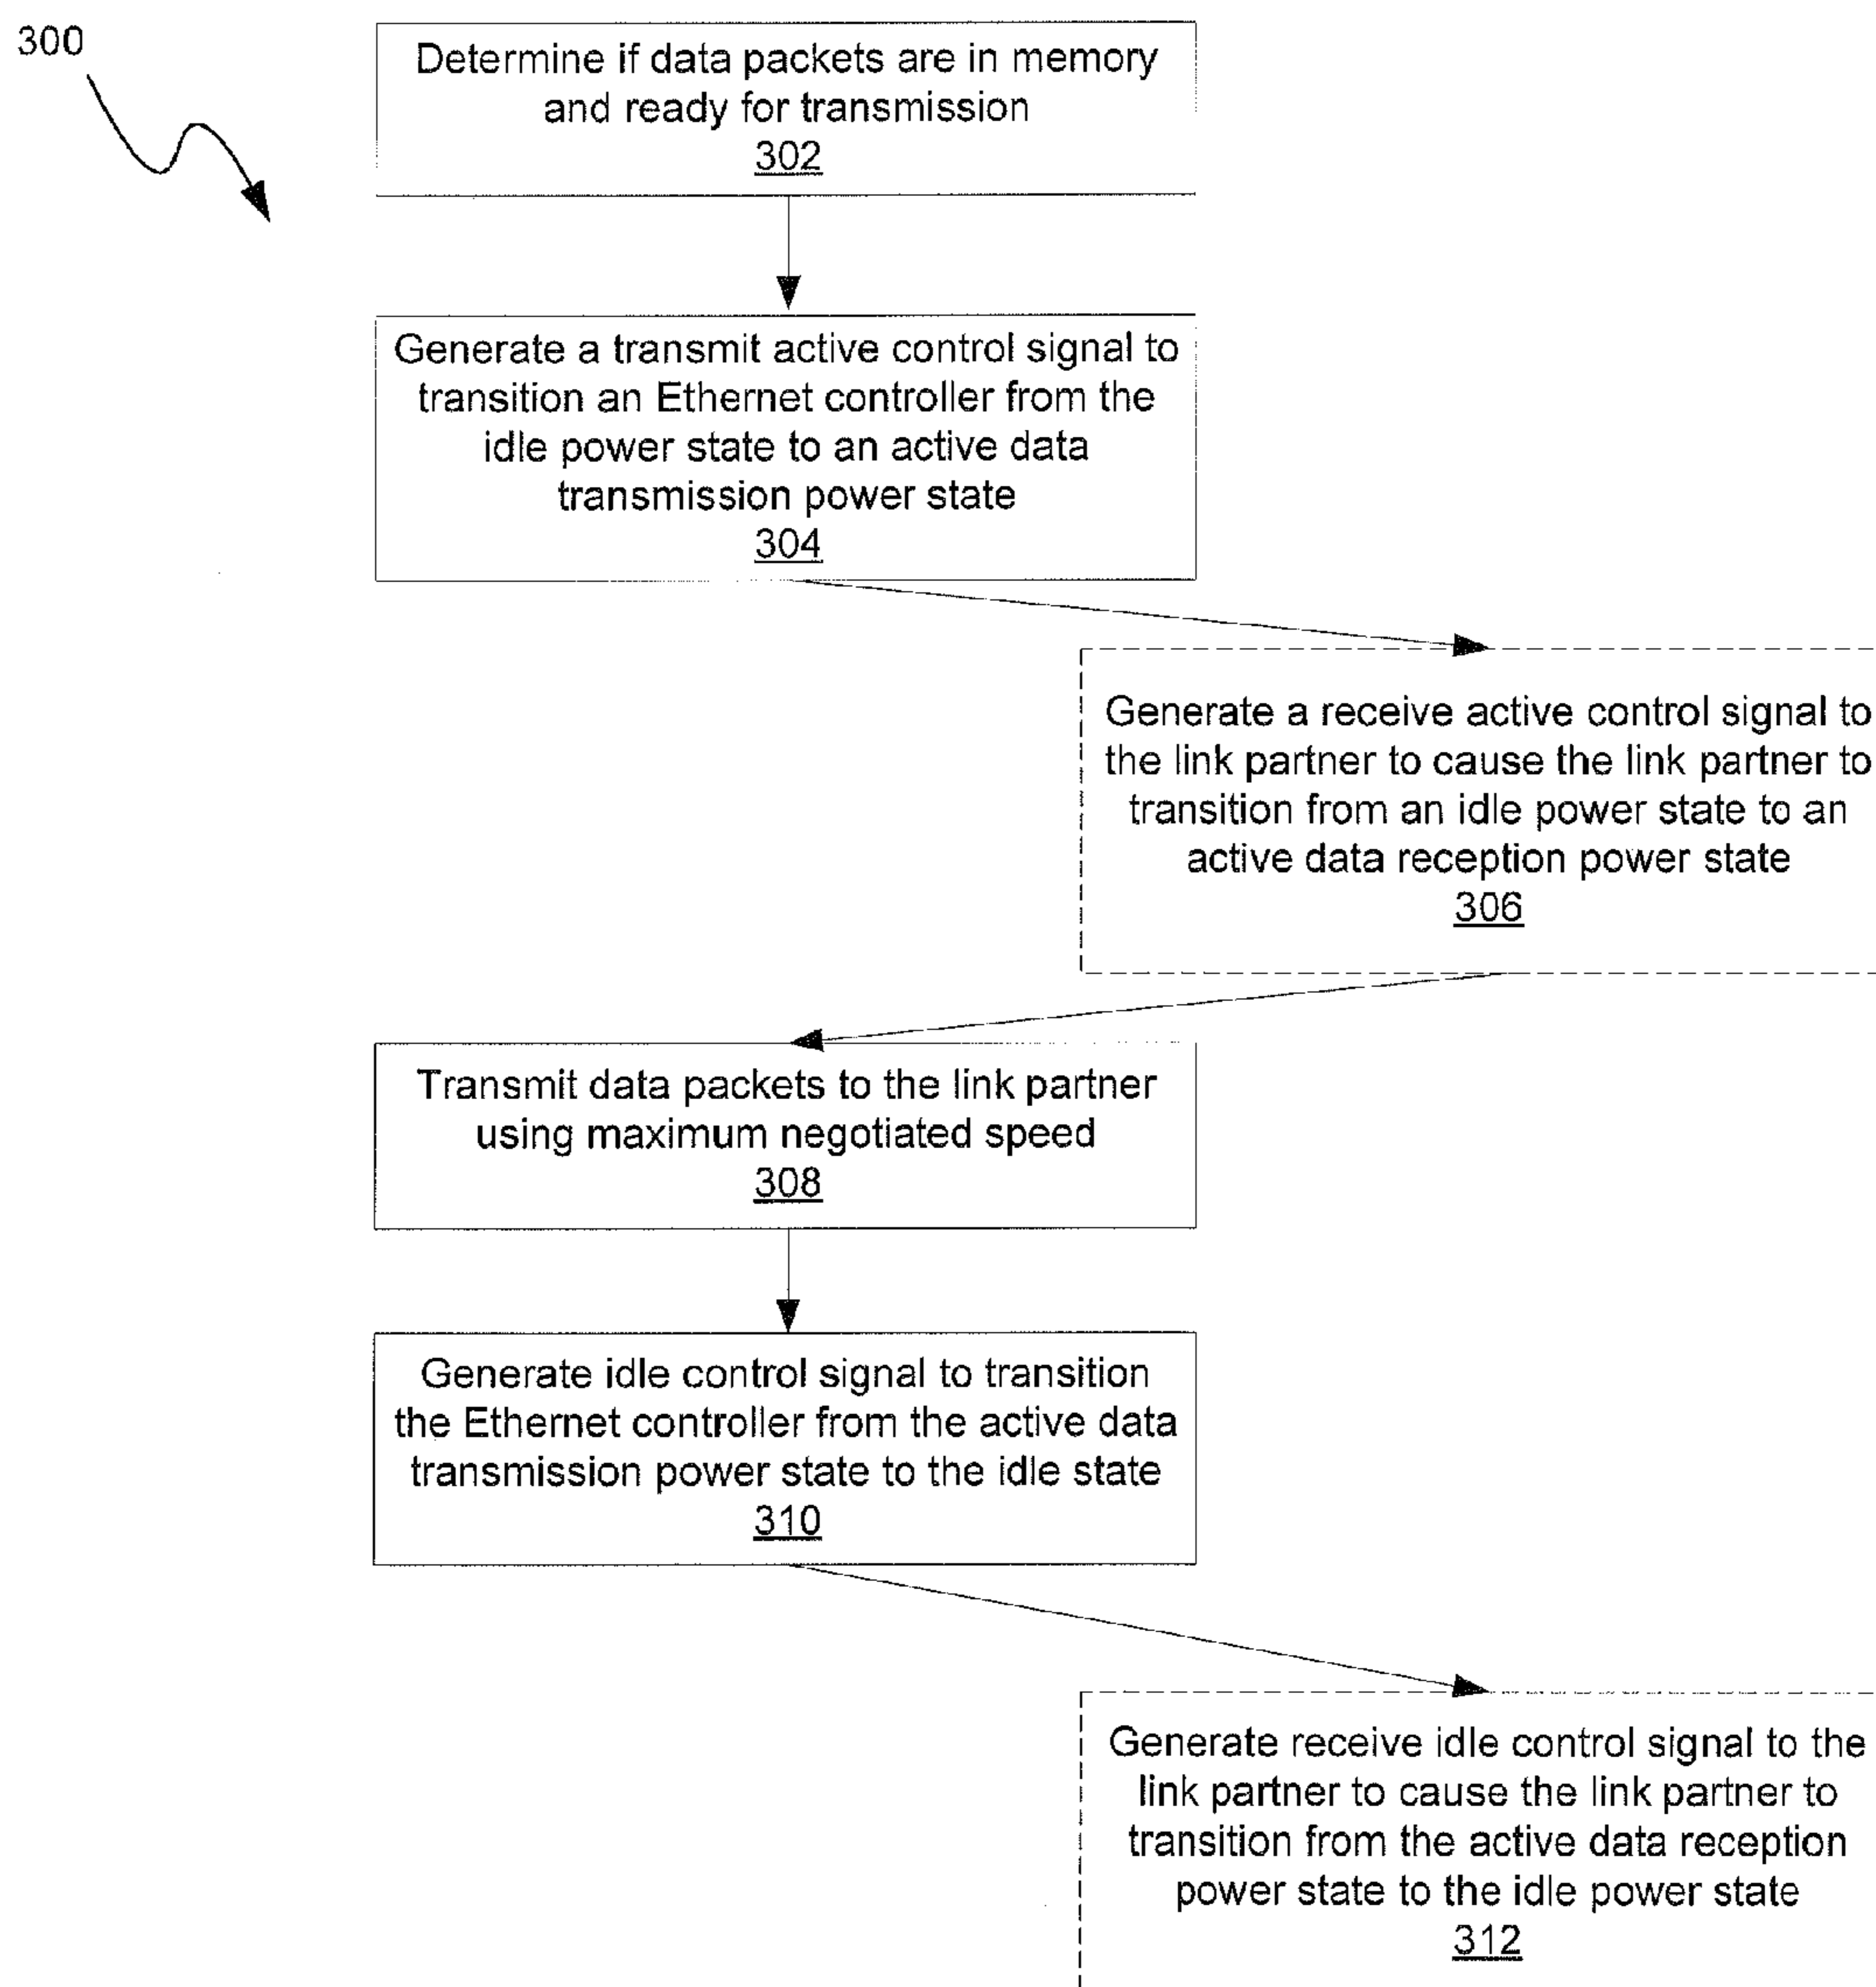 300
Determine if data packets are in memory
and ready for transmission
302
Generate a transmit active control signal to
transition an Ethernet controller from the
idle power state to an active data
transmission power state
304
Generate a receive active control signal to
the link partner to cause the link partner to
transition from an idle power state to an
active data reception power state
306
Transmit data packets to the link partner
using maximum negotiated speed
308
Generate idle control signal to transition
the Ethernet controller from the active data
transmission power state to the idle state
310
Generate receive idle control signal to the
link partner to cause the link partner to
transition from the active data reception
power state to the idle power state
312